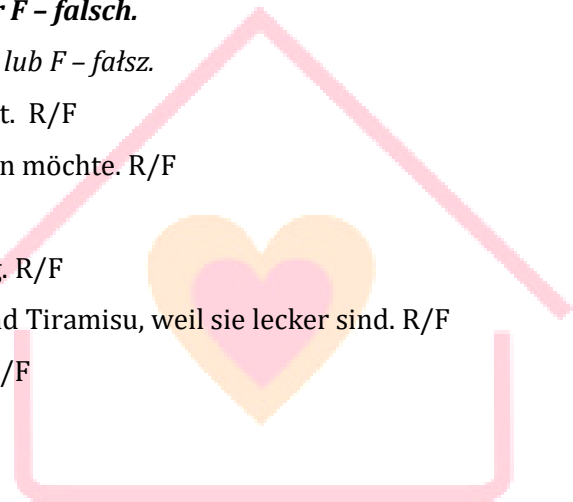 F – falsch.
lub F – fałsz.
t. R/F
n möchte. R/F
. R/F
d Tiramisu, weil sie lecker sind. R/F
/F